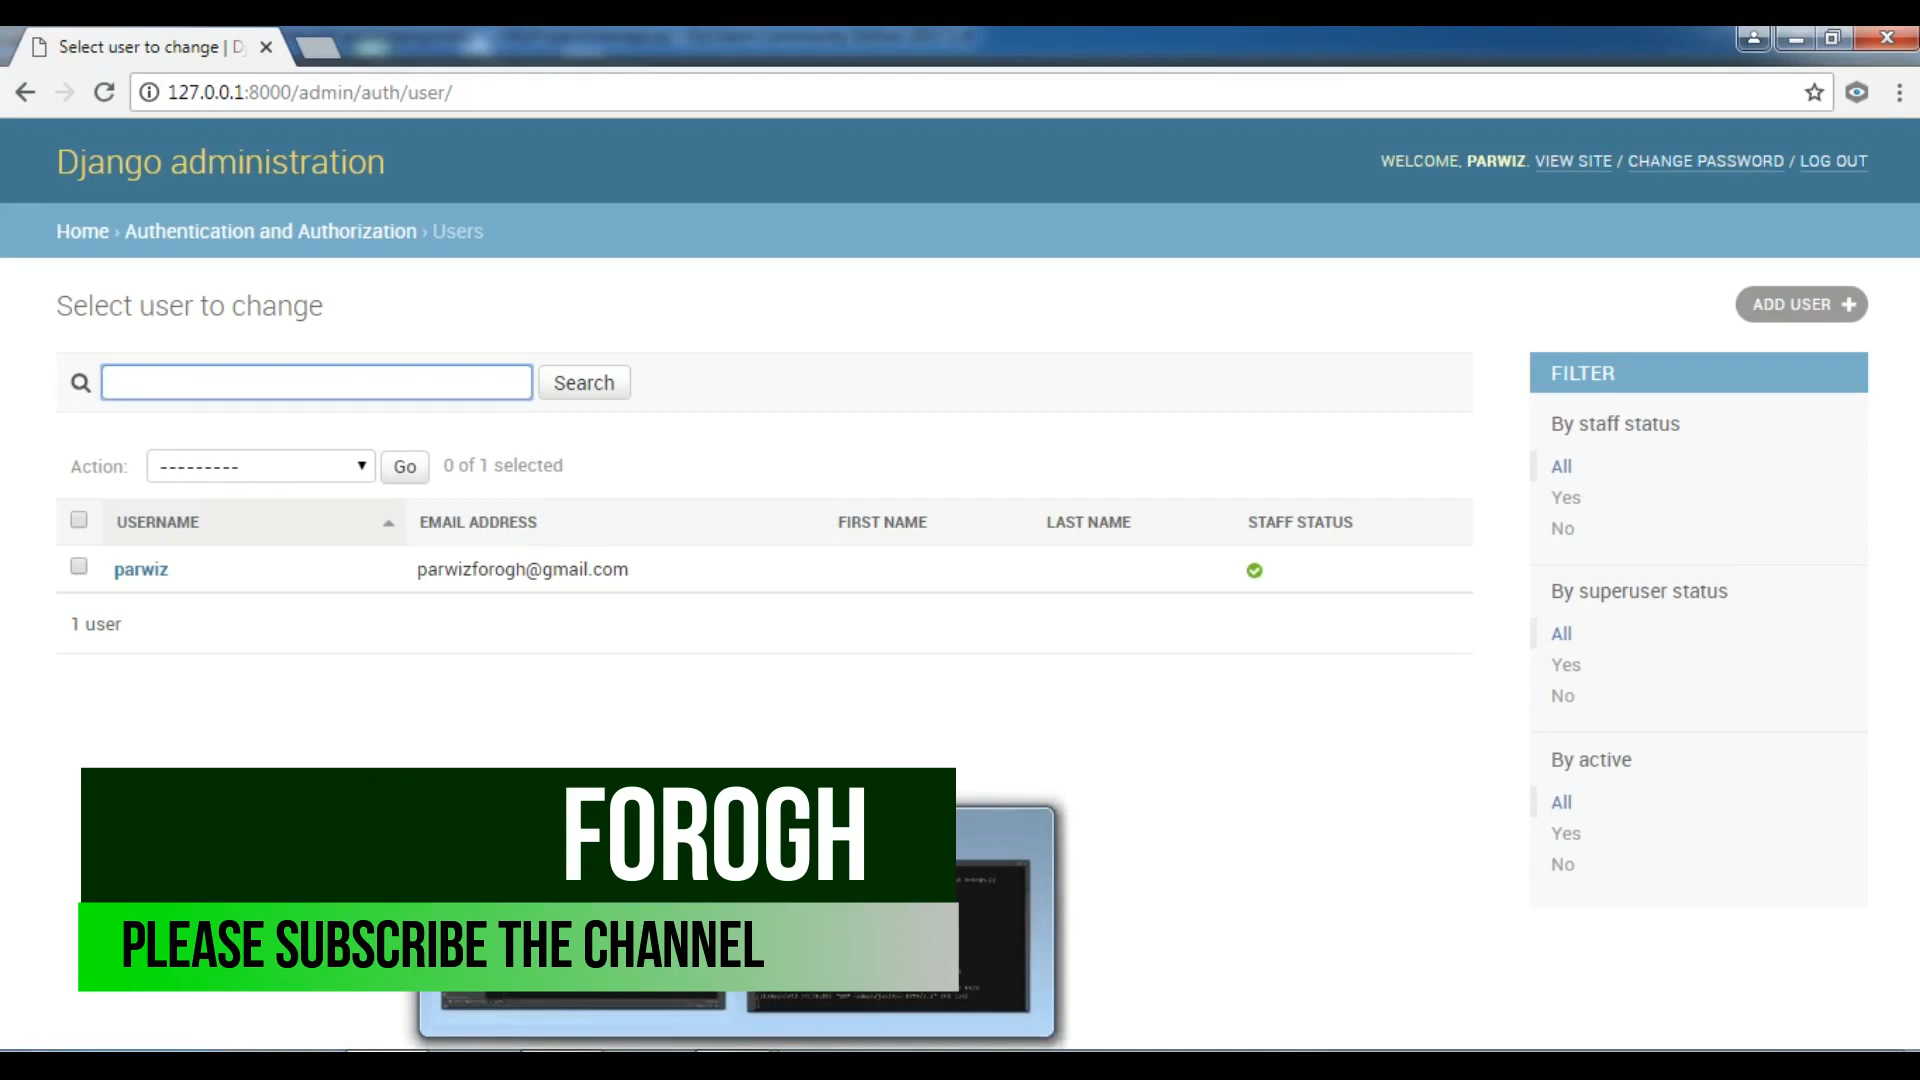 Select user to change | D
127.0.0.1:8000/admin/auth/user/
Django administration
WELCOME, PARWIZ. VIEW SITE / CHANGE PASSWORD / LOG OUT
Home › Authentication and Authorization › Users
Select user to change
ADD USER +
Search
FILTER
By staff status
All
Yes
No
By superuser status
All
Yes
No
By active
All
Yes
No
Action: --------- Go 0 of 1 selected
USERNAME EMAIL ADDRESS FIRST NAME LAST NAME STAFF STATUS
parwiz parwizforogh@gmail.com
1 user
FOROGH
PLEASE SUBSCRIBE THE CHANNEL